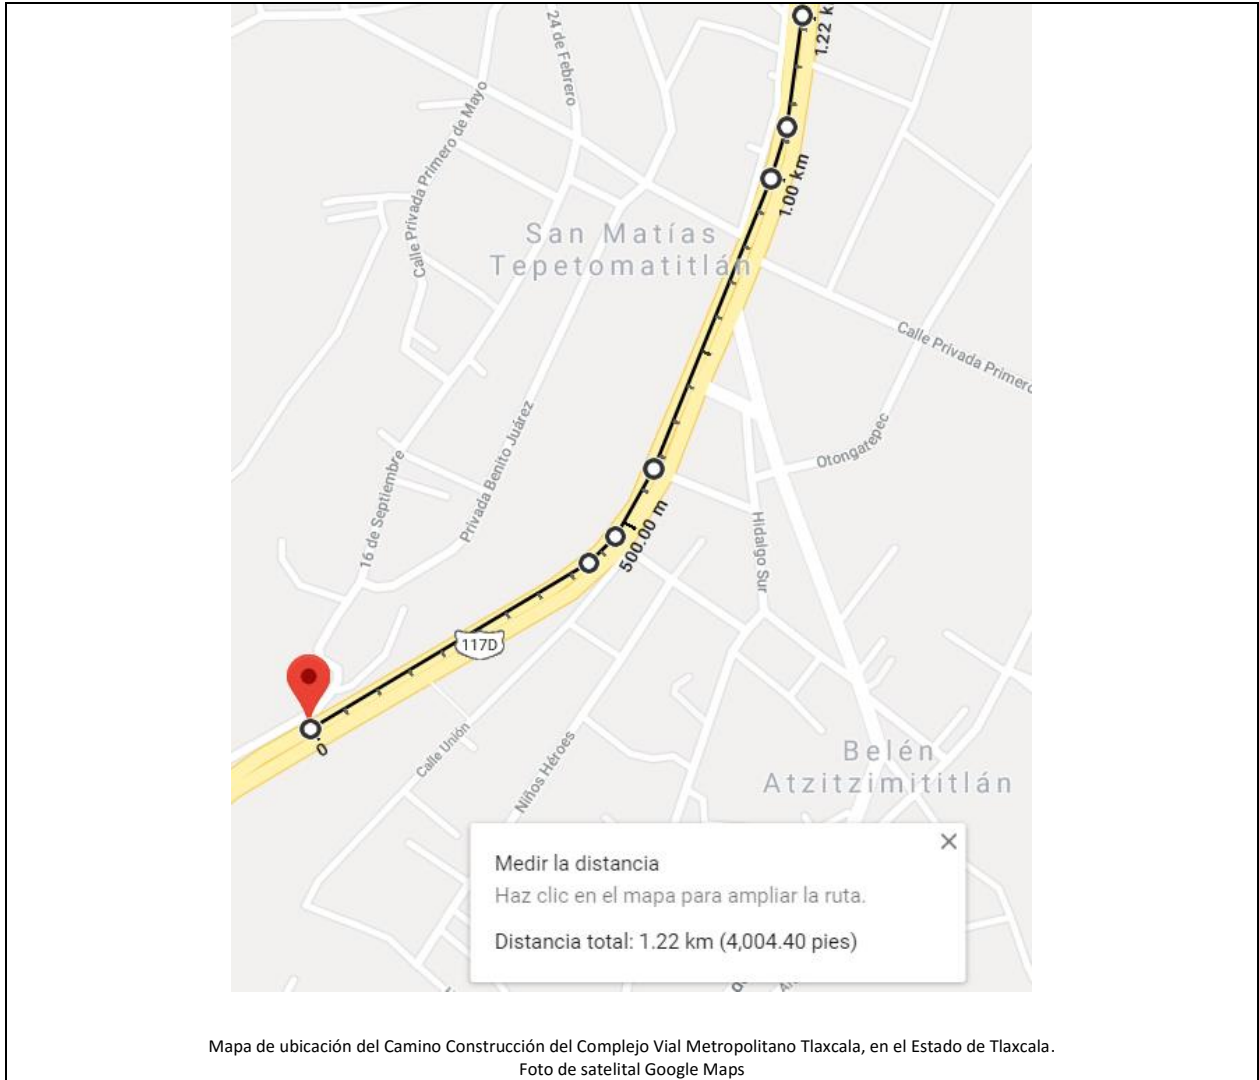 24 de Febrero
1.22 k
Calle Privada Primero de Mayo
1.00 km
San Matías
Tepetomatitlán
Calle Privada Primero
Privada Benito Juárez
Otongatepec
16 de Septiembre
Hidalgo Sur
500.00 m
117D
0
Calle Unión
Niños Héroes
Belén
Atzitzimititlán
Medir la distancia
Haz clic en el mapa para ampliar la ruta.
Distancia total: 1.22 km (4,004.40 pies)
Mapa de ubicación del Camino Construcción del Complejo Vial Metropolitano Tlaxcala, en el Estado de Tlaxcala.
Foto de satelital Google Maps